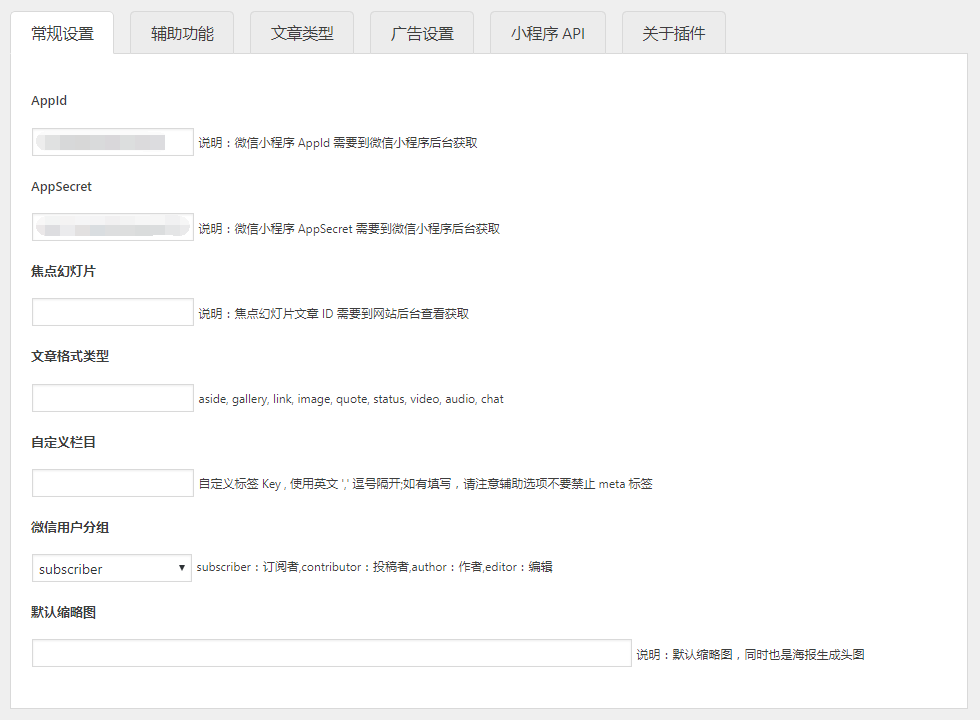 常规设置 辅助功能 文章类型 广告设置 小程序 API 关于插件
AppId
说明：微信小程序 AppId 需要到微信小程序后台获取
AppSecret
说明：微信小程序 AppSecret 需要到微信小程序后台获取
焦点幻灯片
说明：焦点幻灯片文章 ID 需要到网站后台查看获取
文章格式类型
aside, gallery, link, image, quote, status, video, audio, chat
自定义栏目
自定义标签 Key , 使用英文 ',' 逗号隔开;如有填写，请注意辅助选项不要禁止 meta 标签
微信用户分组
subscriber subscriber：订阅者,contributor：投稿者,author：作者,editor：编辑
默认缩略图
说明：默认缩略图，同时也是海报生成头图